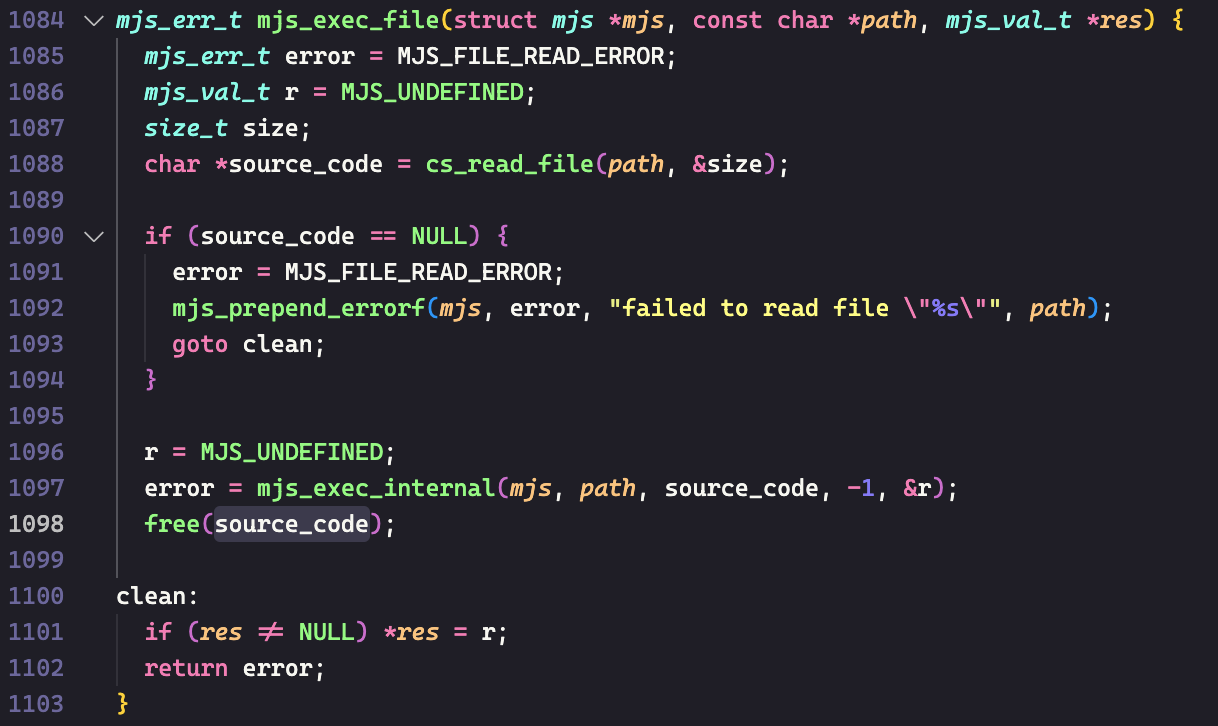 1084 mjs_err_t mjs_exec_file(struct mjs *mjs, const char *path, mjs_val_t *res) {
1085   mjs_err_t error = MJS_FILE_READ_ERROR;
1086   mjs_val_t r = MJS_UNDEFINED;
1087   size_t size;
1088   char *source_code = cs_read_file(path, &size);
1089
1090   if (source_code == NULL) {
1091     error = MJS_FILE_READ_ERROR;
1092     mjs_prepend_errorf(mjs, error, "failed to read file \"%s\"", path);
1093     goto clean;
1094   }
1095
1096   r = MJS_UNDEFINED;
1097   error = mjs_exec_internal(mjs, path, source_code, -1, &r);
1098   free(source_code);
1099
1100 clean:
1101   if (res != NULL) *res = r;
1102   return error;
1103 }